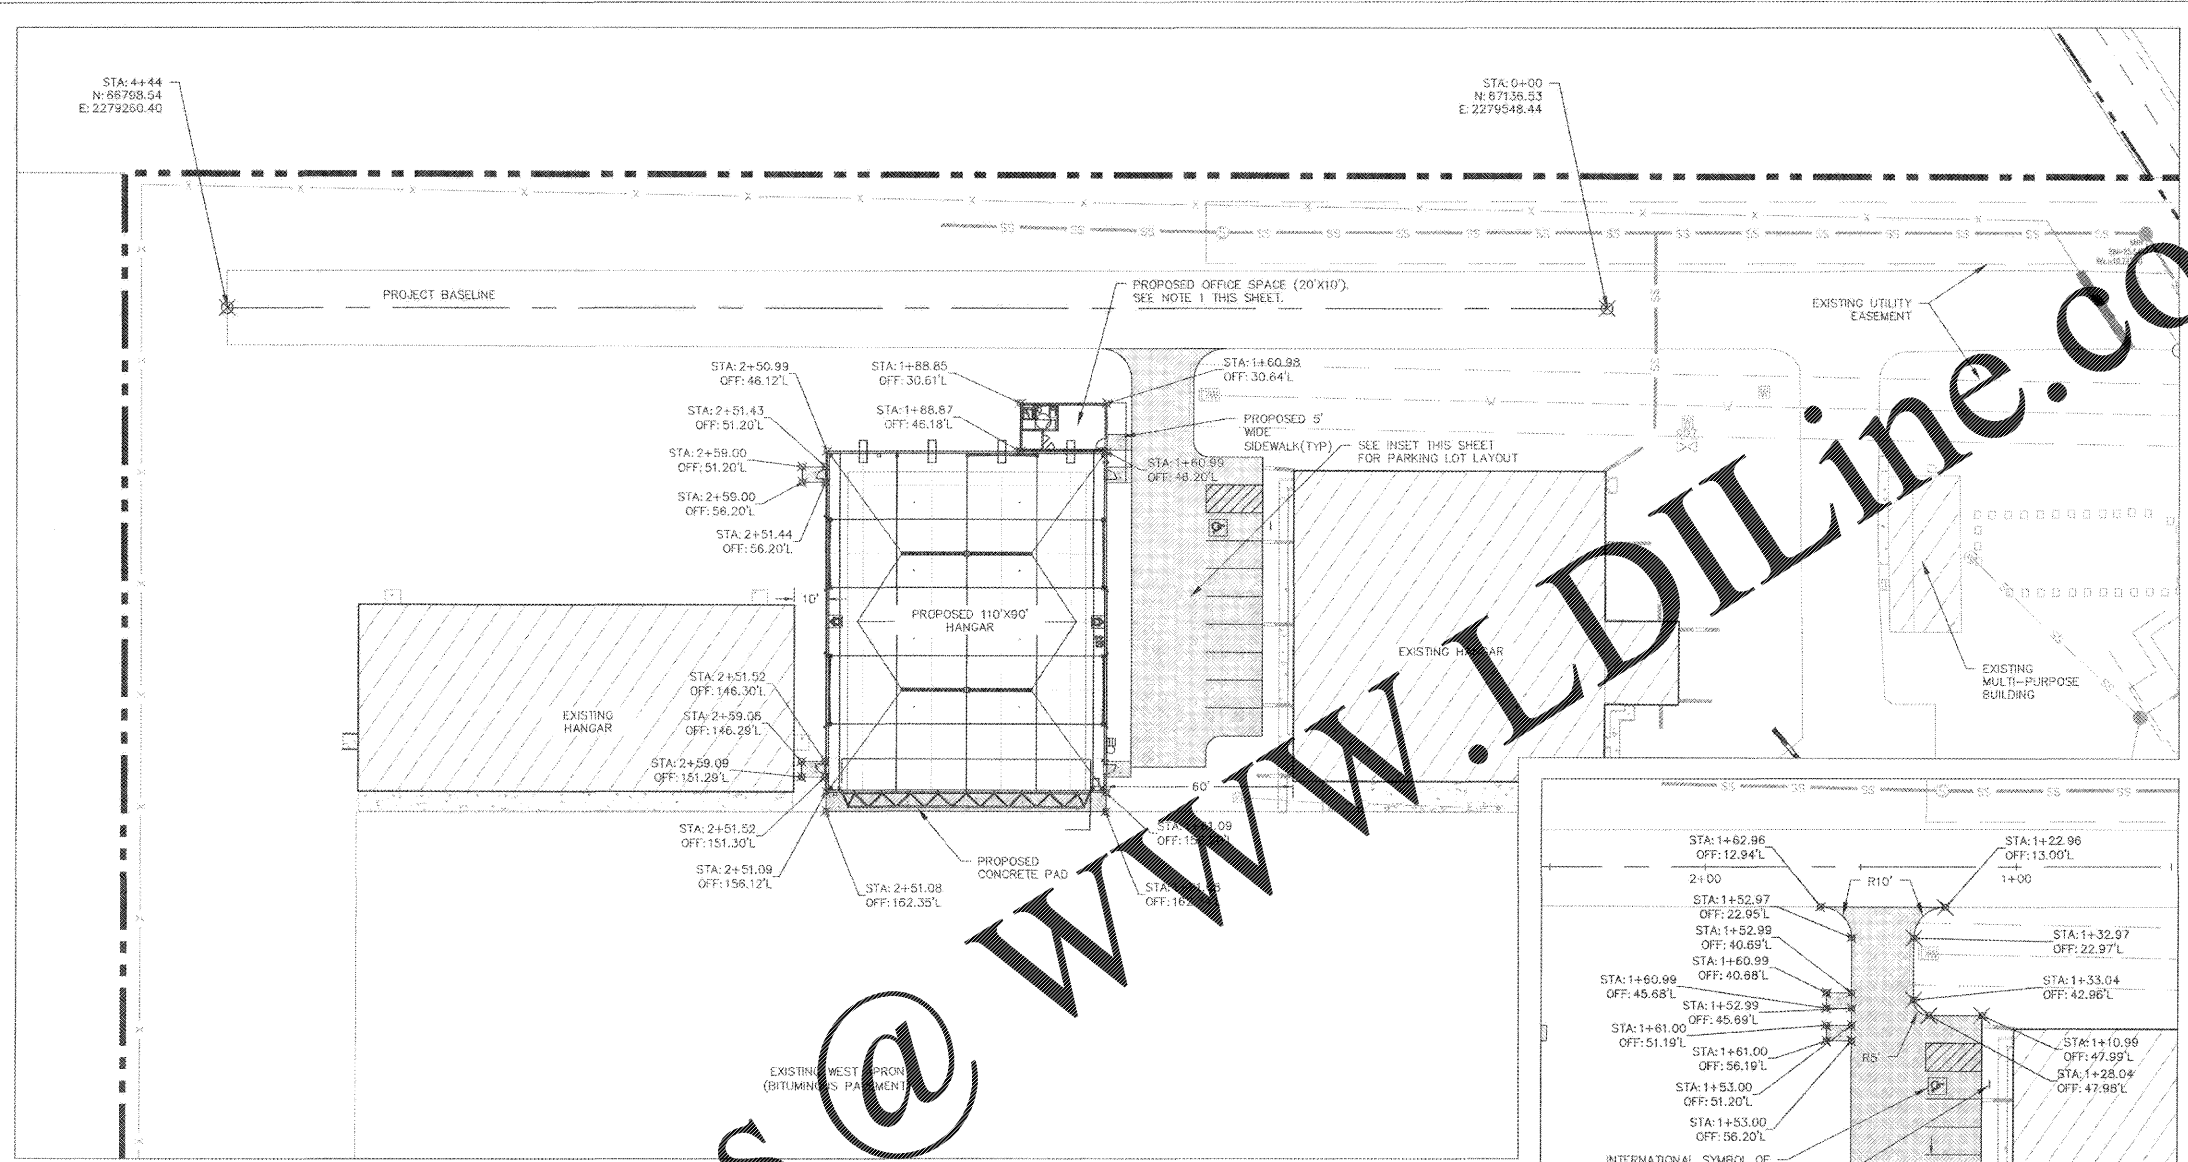 STA: 4+44
N: 66798.54
E: 2279260.40
STA: 0+00
N: 67136.53
E: 2279548.44
PROJECT BASELINE
PROPOSED OFFICE SPACE (20'X10').
SEE NOTE 1 THIS SHEET.
EXISTING UTILITY
EASEMENT
STA: 2+50.99
OFF: 46.12'L
STA: 1+88.85
OFF: 30.61'L
STA: 1+60.98
OFF: 30.64'L
STA: 2+51.43
OFF: 51.20'L
STA: 1+88.87
OFF: 46.18'L
PROPOSED 5'
WIDE
SIDEWALK(TYP)
SEE INSET THIS SHEET
FOR PARKING LOT LAYOUT
STA: 2+59.00
OFF: 51.20'L
STA: 1+60.99
OFF: 46.20'L
STA: 2+59.00
OFF: 56.20'L
STA: 2+51.44
OFF: 56.20'L
10'
PROPOSED 110'X90'
HANGAR
EXISTING HANGAR
EXISTING
MULTI-PURPOSE
BUILDING
STA: 2+51.52
OFF: 146.30'L
EXISTING
HANGAR
STA: 2+59.08
OFF: 146.29'L
STA: 2+59.09
OFF: 151.29'L
60'
STA: 2+51.52
OFF: 151.30'L
STA: 2+51.09
OFF: 156.12'L
PROPOSED
CONCRETE PAD
STA: 2+51.08
OFF: 162.35'L
EXISTING WEST APRON
(BITUMINOUS PAVEMENT)
STA: 1+62.96
OFF: 12.94'L
STA: 1+22.96
OFF: 13.00'L
2+00
R10'
1+00
STA: 1+52.97
OFF: 22.95'L
STA: 1+52.99
OFF: 40.69'L
STA: 1+32.97
OFF: 22.97'L
STA: 1+60.99
OFF: 40.68'L
STA: 1+60.99
OFF: 45.68'L
STA: 1+33.04
OFF: 42.96'L
STA: 1+52.99
OFF: 45.69'L
STA: 1+61.00
OFF: 51.19'L
STA: 1+61.00
OFF: 56.19'L
R5'
STA: 1+10.99
OFF: 47.99'L
STA: 1+28.04
OFF: 47.98'L
STA: 1+53.00
OFF: 51.20'L
STA: 1+53.00
OFF: 56.20'L
INTERNATIONAL SYMBOL OF
s @ www.LDILine.co